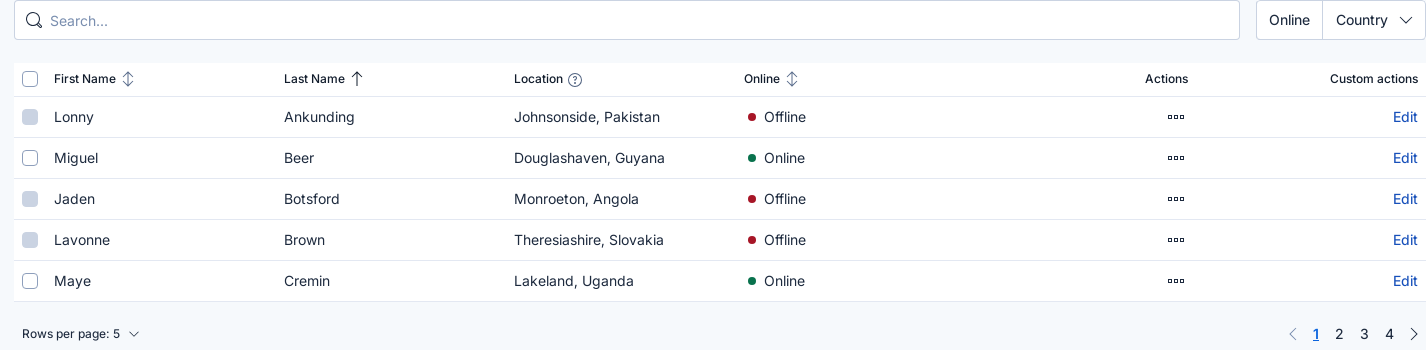 Search...
Online Country
First Name Last Name Location Online Actions Custom actions
Lonny Ankunding Johnsonside, Pakistan Offline Edit
Miguel Beer Douglashaven, Guyana Online Edit
Jaden Botsford Monroeton, Angola Offline Edit
Lavonne Brown Theresiashire, Slovakia Offline Edit
Maye Cremin Lakeland, Uganda Online Edit
Rows per page: 5 1 2 3 4